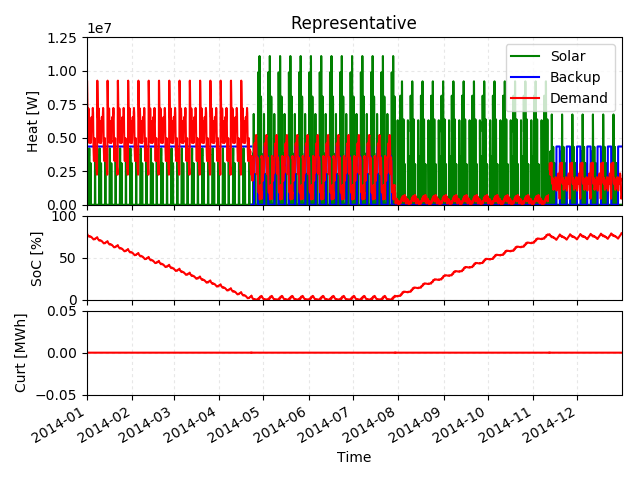 Representative
1e7
1.25
1.00
0.75
0.50
0.25
0.00
Heat [W]
Solar
Backup
Demand
100
50
0
SoC [%]
0.05
0.00
−0.05
Curt [MWh]
2014-01
2014-02
2014-03
2014-04
2014-05
2014-06
2014-07
2014-08
2014-09
2014-10
2014-11
2014-12
Time